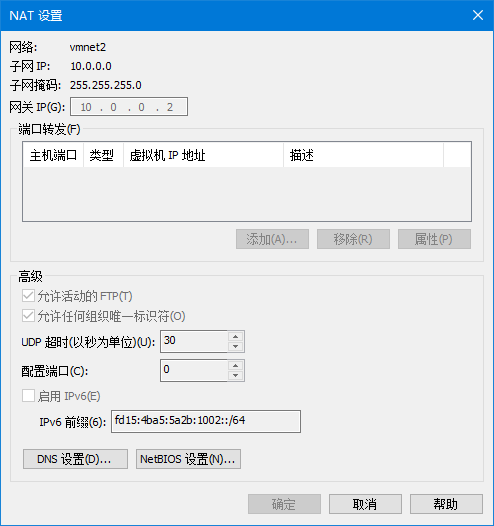 NAT 设置
网络: vmnet2
子网 IP: 10.0.0.0
子网掩码: 255.255.255.0
网关 IP(G): 10 . 0 . 0 . 2
端口转发(F)
主机端口 类型 虚拟机 IP 地址 描述
添加(A)... 移除(R) 属性(P)
高级
允许活动的 FTP(T)
允许任何组织唯一标识符(O)
UDP 超时(以秒为单位)(U): 30
配置端口(C): 0
启用 IPv6(E)
IPv6 前缀(6): fd15:4ba5:5a2b:1002::/64
DNS 设置(D)... NetBIOS 设置(N)...
确定 取消 帮助